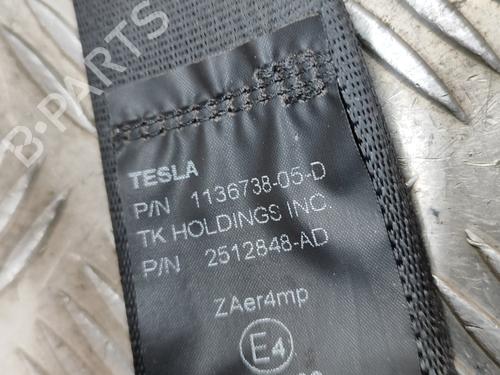 B-PARTS
TESLA
P/N 1136738-05-D
TK HOLDINGS INC.
P/N 2512848-AD
ZAer4mp
E4